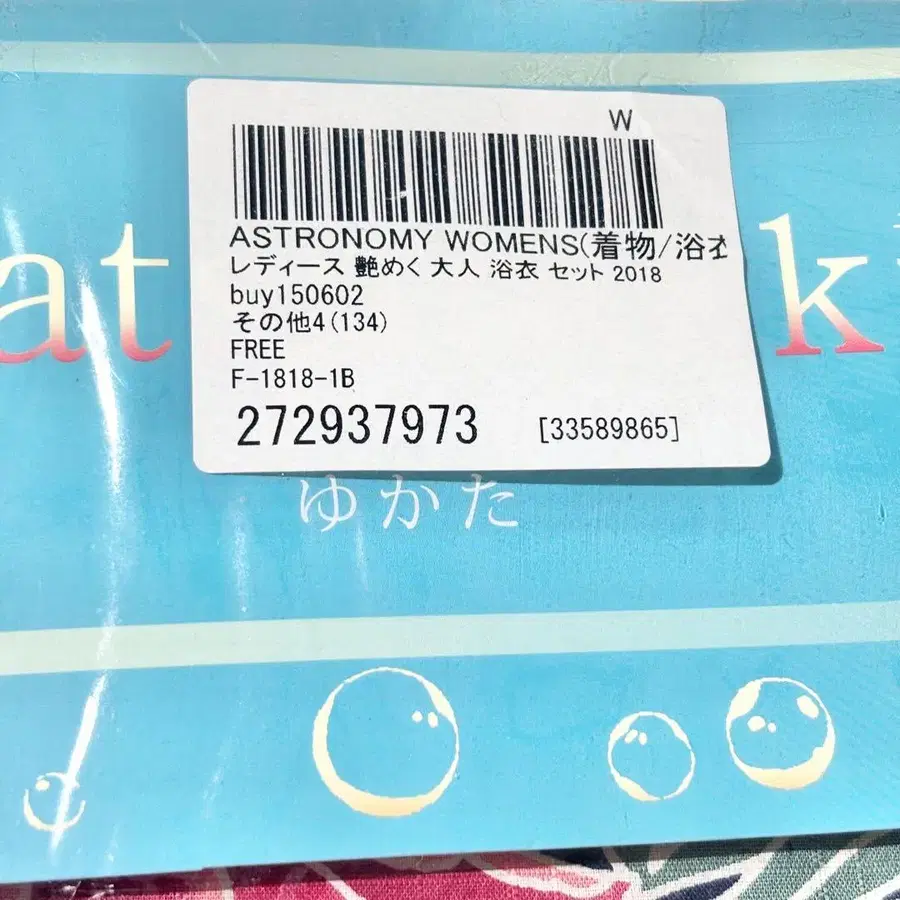 W
ASTRONOMY WOMENS(着物/浴衣
レディース 艶めく 大人 浴衣 セット 2018
buy150602
その他4(134)
FREE
F-1818-1B
272937973 [33589865]
at k
ゆかた